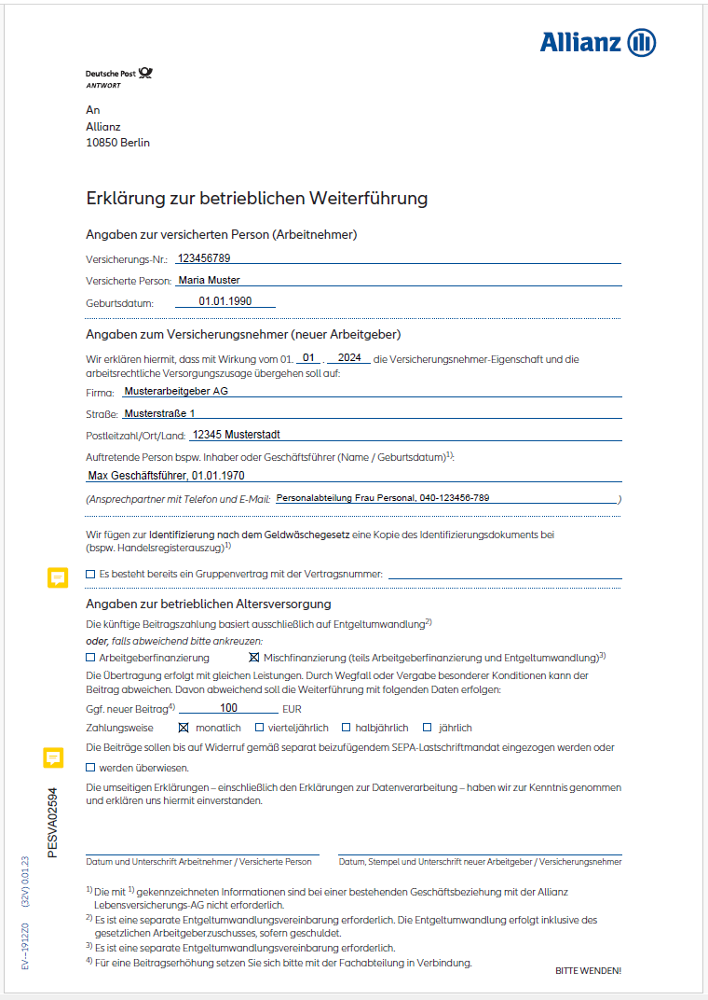 Allianz
Deutsche Post
ANTWORT
An
Allianz
10850 Berlin
Erklärung zur betrieblichen Weiterführung
Angaben zur versicherten Person (Arbeitnehmer)
Versicherungs-Nr.: 123456789
Versicherte Person: Maria Muster
Geburtsdatum: 01.01.1990
Angaben zum Versicherungsnehmer (neuer Arbeitgeber)
Wir erklären hiermit, dass mit Wirkung vom 01. 01 . 2024 die Versicherungsnehmer-Eigenschaft und die
arbeitsrechtliche Versorgungszusage übergehen soll auf:
Firma: Musterarbeitgeber AG
Straße: Musterstraße 1
Postleitzahl/Ort/Land: 12345 Musterstadt
Auftretende Person bspw. Inhaber oder Geschäftsführer (Name / Geburtsdatum)1):
Max Geschäftsführer, 01.01.1970
(Ansprechpartner mit Telefon und E-Mail: Personalabteilung Frau Personal, 040-123456-789 )
Wir fügen zur Identifizierung nach dem Geldwäschegesetz eine Kopie des Identifizierungsdokuments bei
(bspw. Handelsregisterauszug)1)
Es besteht bereits ein Gruppenvertrag mit der Vertragsnummer:
Angaben zur betrieblichen Altersversorgung
Die künftige Beitragszahlung basiert ausschließlich auf Entgeltumwandlung2)
oder, falls abweichend bitte ankreuzen:
Arbeitgeberfinanzierung Mischfinanzierung (teils Arbeitgeberfinanzierung und Entgeltumwandlung)3)
Die Übertragung erfolgt mit gleichen Leistungen. Durch Wegfall oder Vergabe besonderer Konditionen kann der
Beitrag abweichen. Davon abweichend soll die Weiterführung mit folgenden Daten erfolgen:
Ggf. neuer Beitrag4) 100 EUR
Zahlungsweise monatlich vierteljährlich halbjährlich jährlich
Die Beiträge sollen bis auf Widerruf gemäß separat beizufügendem SEPA-Lastschriftmandat eingezogen werden oder
werden überwiesen.
Die umseitigen Erklärungen – einschließlich den Erklärungen zur Datenverarbeitung – haben wir zur Kenntnis genommen
und erklären uns hiermit einverstanden.
Datum und Unterschrift Arbeitnehmer / Versicherte Person
Datum, Stempel und Unterschrift neuer Arbeitgeber / Versicherungsnehmer
1) Die mit 1) gekennzeichneten Informationen sind bei einer bestehenden Geschäftsbeziehung mit der Allianz
Lebensversicherungs-AG nicht erforderlich.
2) Es ist eine separate Entgeltumwandlungsvereinbarung erforderlich. Die Entgeltumwandlung erfolgt inklusive des
gesetzlichen Arbeitgeberzuschusses, sofern geschuldet.
3) Es ist eine separate Entgeltumwandlungsvereinbarung erforderlich.
4) Für eine Beitragserhöhung setzen Sie sich bitte mit der Fachabteilung in Verbindung.
BITTE WENDEN!
PESVA02594
EV--1912Z0 (32V) 0.01.23